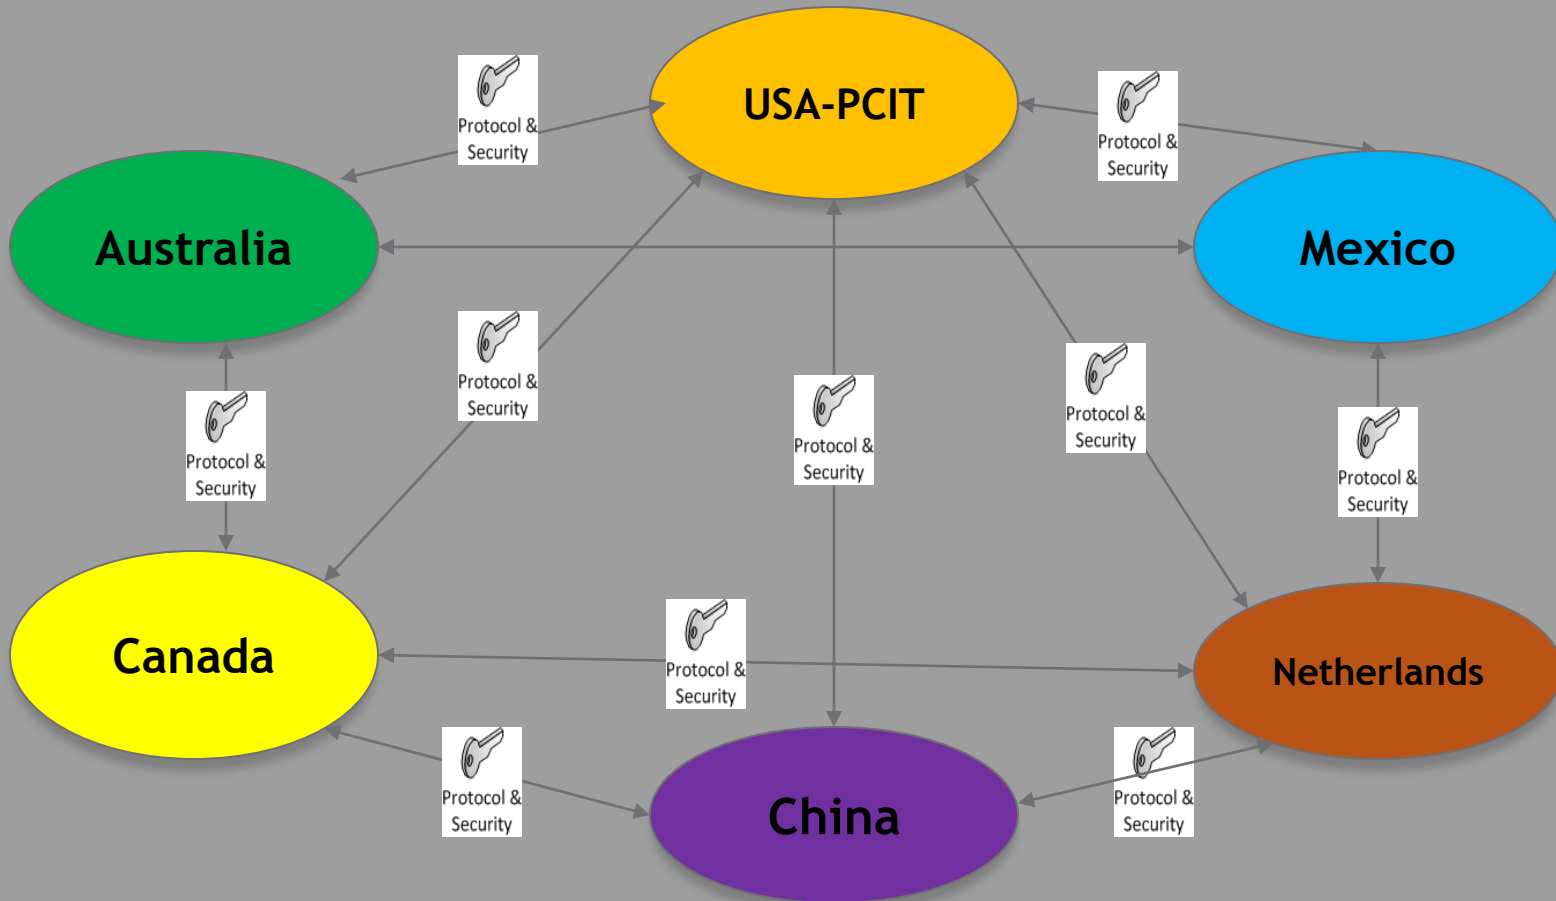 USA-PCIT
Protocol &
Security
Protocol &
Security
Australia
Mexico
Protocol &
Security
Protocol &
Security
Protocol &
Security
Protocol &
Security
Protocol &
Security
Canada
Protocol &
Security
Netherlands
Protocol &
Security
China
Protocol &
Security